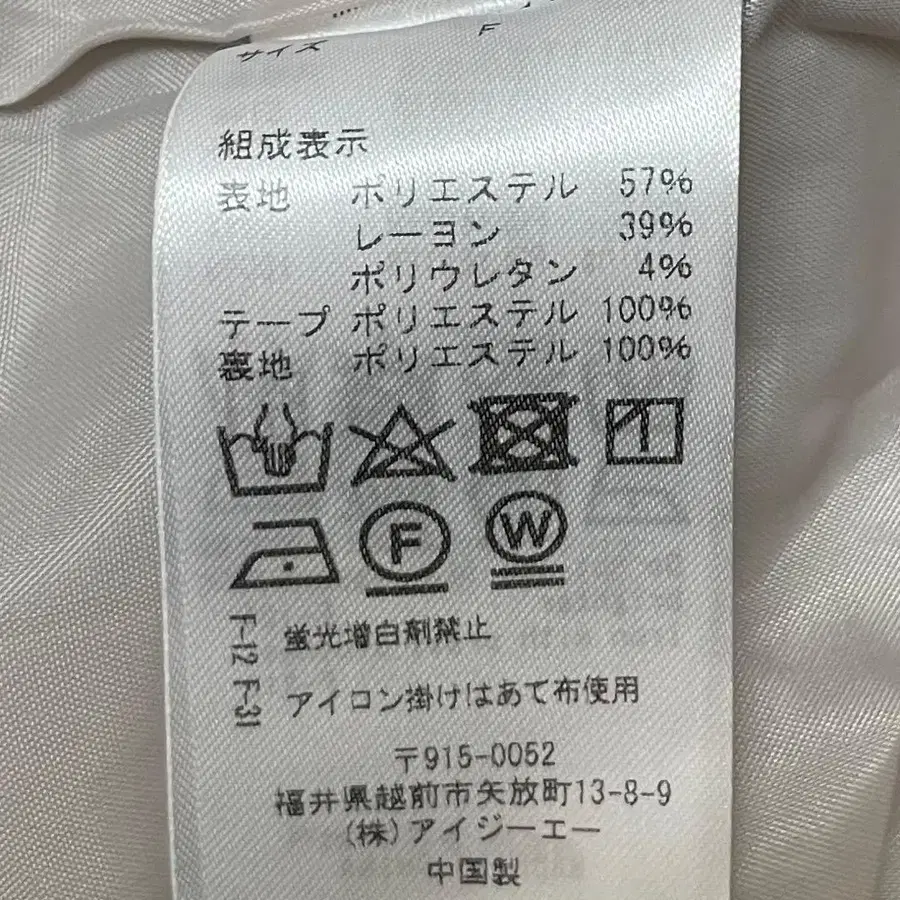 サイズ F
組成表示
表地 ポリエステル 57%
レーヨン 39%
ポリウレタン 4%
テープ ポリエステル 100%
裏地 ポリエステル 100%
F W
F-12 F-31
蛍光増白剤禁止
アイロン掛けはあて布使用
〒915-0052
福井県越前市矢放町13-8-9
(株)アイジーエー
中国製